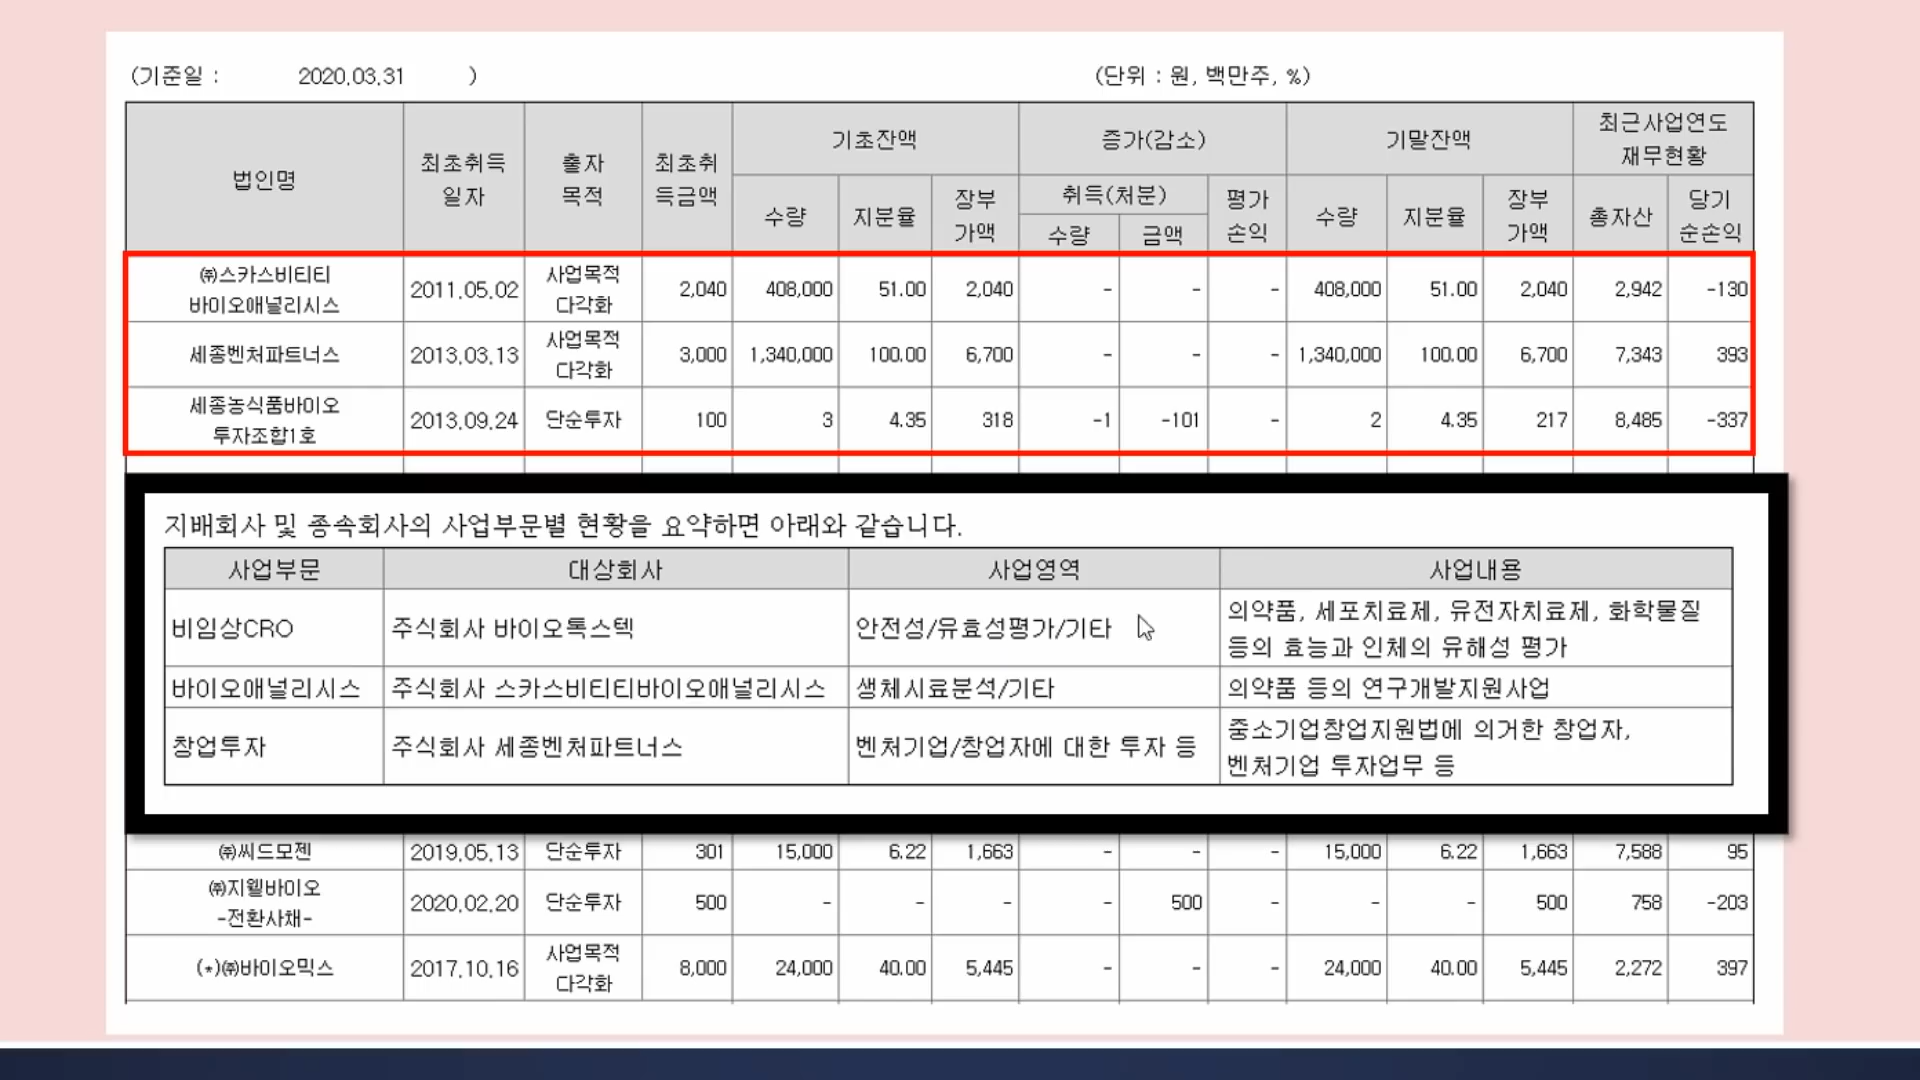 (기준일 : 2020.03.31 ) (단위 : 원, 백만주, %)
법인명 최초취득 일자 출자 목적 최초취 득금액 기초잔액 증가(감소) 기말잔액 최근사업연도 재무현황
수량 지분율 장부 가액 취득(처분) 평가 손익 수량 지분율 장부 가액 총자산 당기 순손익
수량 금액
㈜스카스비티티 바이오애널리시스 2011.05.02 사업목적 다각화 2,040 408,000 51.00 2,040 - - - 408,000 51.00 2,040 2,942 -130
세종벤처파트너스 2013.03.13 사업목적 다각화 3,000 1,340,000 100.00 6,700 - - - 1,340,000 100.00 6,700 7,343 393
세종농식품바이오 투자조합1호 2013.09.24 단순투자 100 3 4.35 318 -1 -101 - 2 4.35 217 8,485 -337
지배회사 및 종속회사의 사업부문별 현황을 요약하면 아래와 같습니다.
사업부문 대상회사 사업영역 사업내용
비임상CRO 주식회사 바이오톡스텍 안전성/유효성평가/기타 의약품, 세포치료제, 유전자치료제, 화학물질
등의 효능과 인체의 유해성 평가
바이오애널리시스 주식회사 스카스비티티바이오애널리시스 생체시료분석/기타 의약품 등의 연구개발지원사업
창업투자 주식회사 세종벤처파트너스 벤처기업/창업자에 대한 투자 등 중소기업창업지원법에 의거한 창업자,
벤처기업 투자업무 등
㈜씨드모젠 2019.05.13 단순투자 301 15,000 6.22 1,663 - - - 15,000 6.22 1,663 7,588 95
㈜지웰바이오 -전환사채- 2020.02.20 단순투자 500 - - - - 500 - - - 500 758 -203
(*)㈜바이오믹스 2017.10.16 사업목적 다각화 8,000 24,000 40.00 5,445 - - - 24,000 40.00 5,445 2,272 397